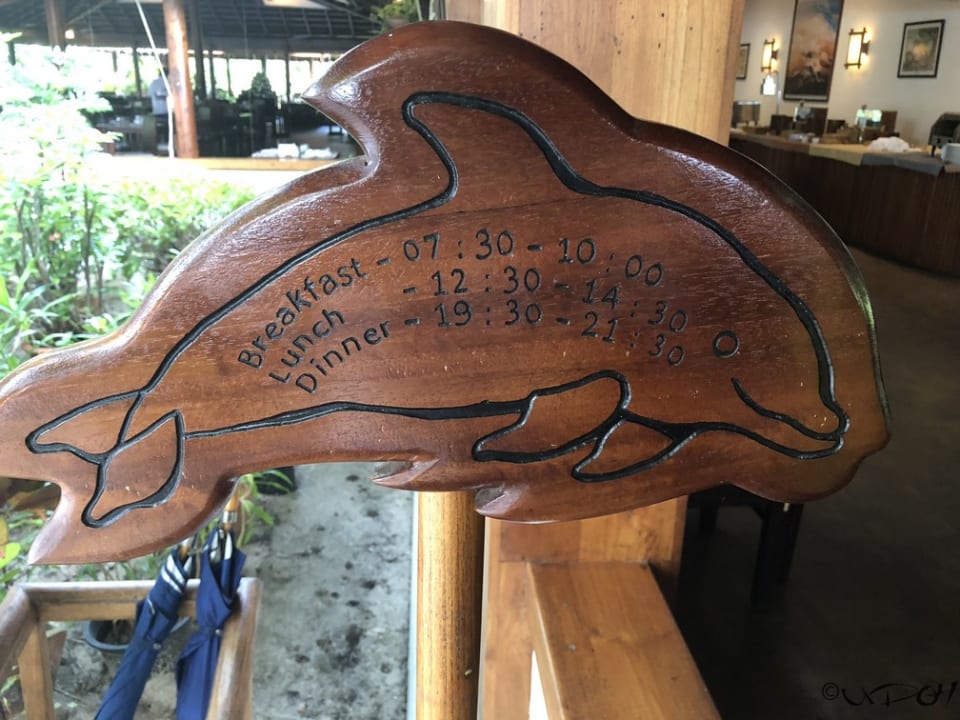 Breakfast - 07 : 30 - 10 : 00
Lunch - 12 : 30 - 14 : 30
Dinner - 19 : 30 - 21 : 30